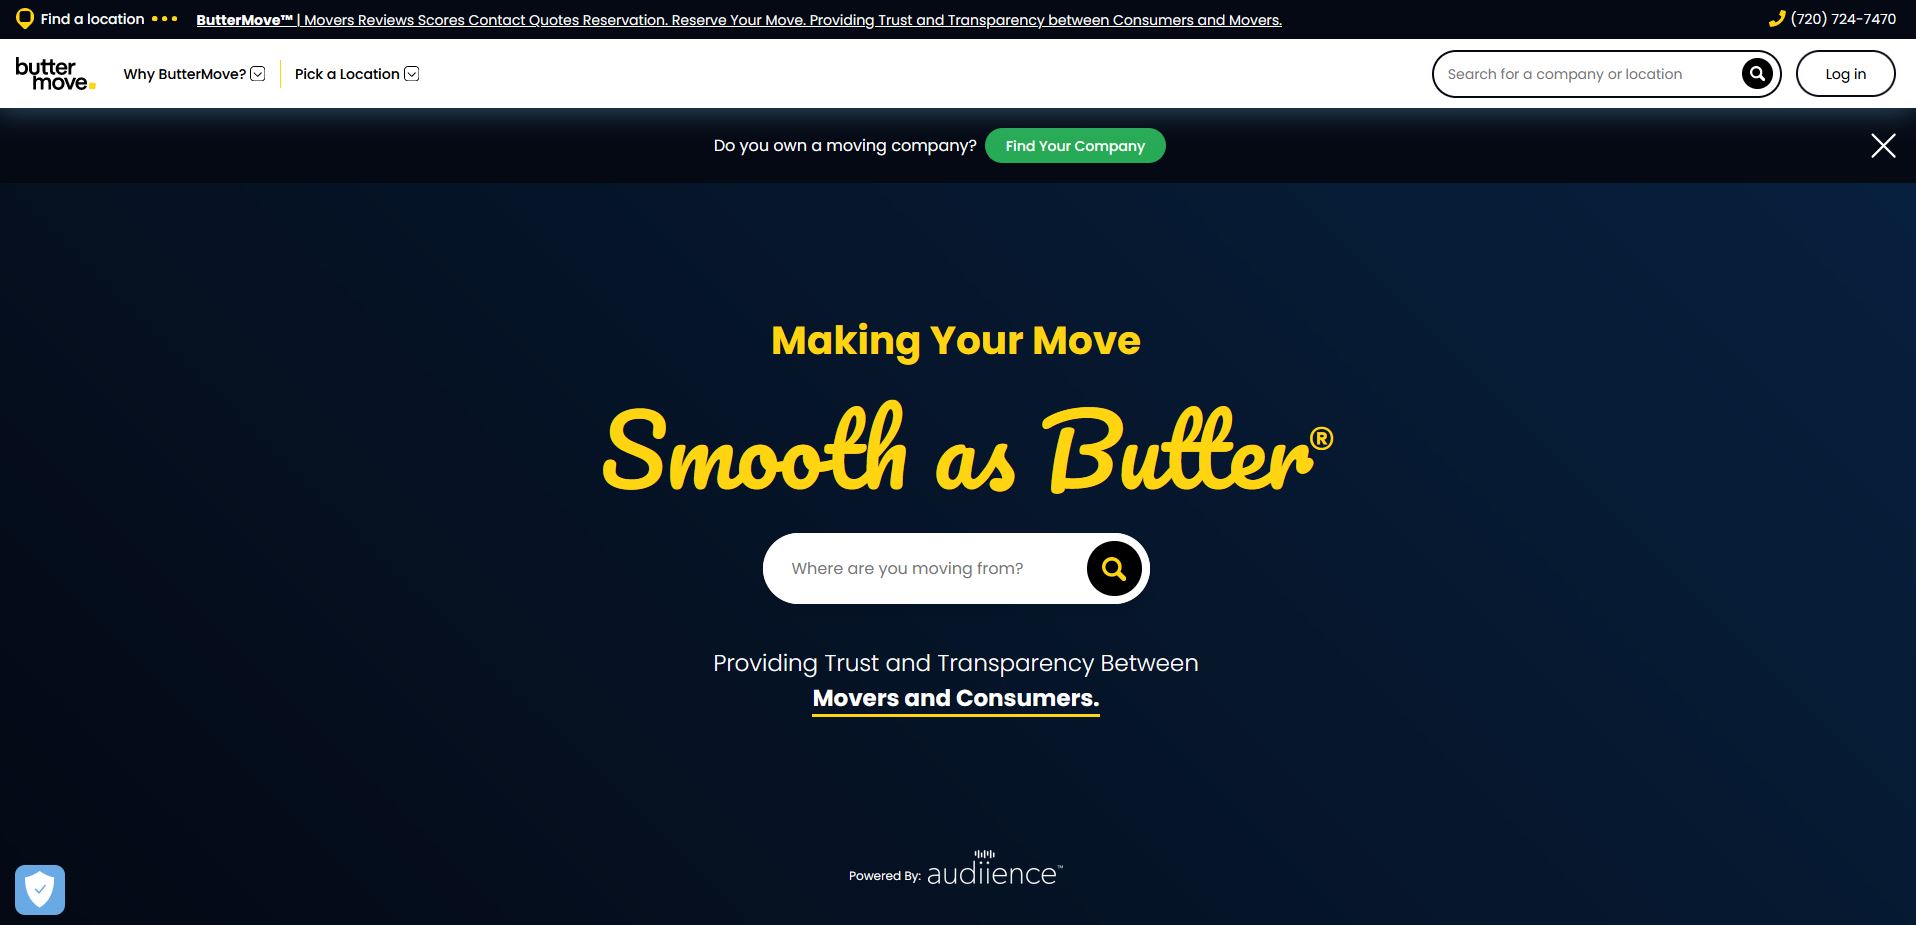 Find a location
ButterMove™ | Movers Reviews Scores Contact Quotes Reservation. Reserve Your Move. Providing Trust and Transparency between Consumers and Movers.
(720) 724-7470
butter
move.
Why ButterMove?
Pick a Location
Search for a company or location
Log in
Do you own a moving company?
Find Your Company
Making Your Move
Smooth as Butter®
Where are you moving from?
Providing Trust and Transparency Between
Movers and Consumers.
Powered By: audiience™